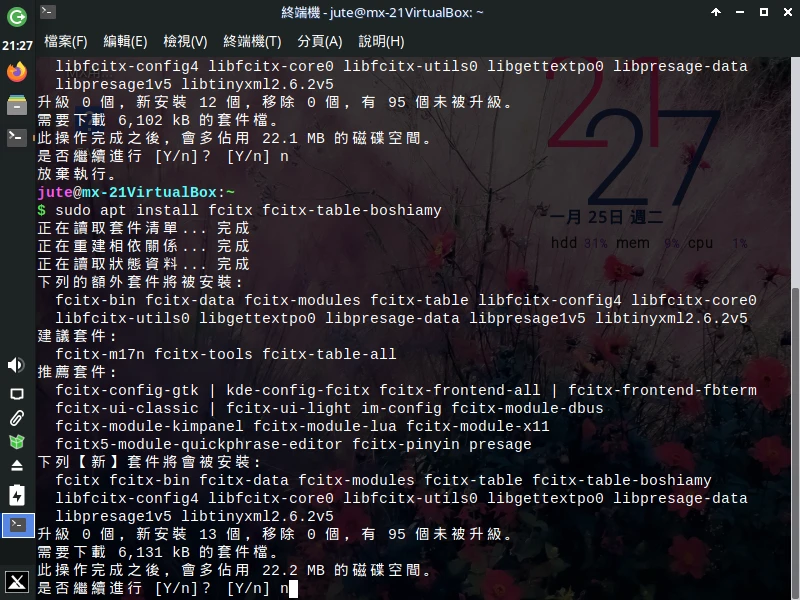 終端機 - jute@mx-21VirtualBox: ~
21:27
檔案(F) 編輯(E) 檢視(V) 終端機(T) 分頁(A) 說明(H)
libfcitx-config4 libfcitx-core0 libfcitx-utils0 libgettextpo0 libpresage-data
libpresage1v5 libtinyxml2.6.2v5
升級 0 個，新安裝 12 個，移除 0 個，有 95 個未被升級。
需要下載 6,102 kB 的套件檔。
此操作完成之後，會多佔用 22.1 MB 的磁碟空間。
是否繼續進行 [Y/n]？ [Y/n] n
放棄執行。
jute@mx-21VirtualBox:~
$ sudo apt install fcitx fcitx-table-boshiamy
正在讀取套件清單... 完成
正在重建相依關係... 完成
正在讀取狀態資料... 完成
下列的額外套件將被安裝：
fcitx-bin fcitx-data fcitx-modules fcitx-table libfcitx-config4 libfcitx-core0
libfcitx-utils0 libgettextpo0 libpresage-data libpresage1v5 libtinyxml2.6.2v5
建議套件：
fcitx-m17n fcitx-tools fcitx-table-all
推薦套件：
fcitx-config-gtk | kde-config-fcitx fcitx-frontend-all | fcitx-frontend-fbterm
fcitx-ui-classic | fcitx-ui-light im-config fcitx-module-dbus
fcitx-module-kimpanel fcitx-module-lua fcitx-module-x11
fcitx5-module-quickphrase-editor fcitx-pinyin presage
下列【新】套件將會被安裝：
fcitx fcitx-bin fcitx-data fcitx-modules fcitx-table fcitx-table-boshiamy
libfcitx-config4 libfcitx-core0 libfcitx-utils0 libgettextpo0 libpresage-data
libpresage1v5 libtinyxml2.6.2v5
升級 0 個，新安裝 13 個，移除 0 個，有 95 個未被升級。
需要下載 6,131 kB 的套件檔。
此操作完成之後，會多佔用 22.2 MB 的磁碟空間。
是否繼續進行 [Y/n]？ [Y/n] n
21
27
一月 25日 週二
hdd 31% mem 9% cpu 1%